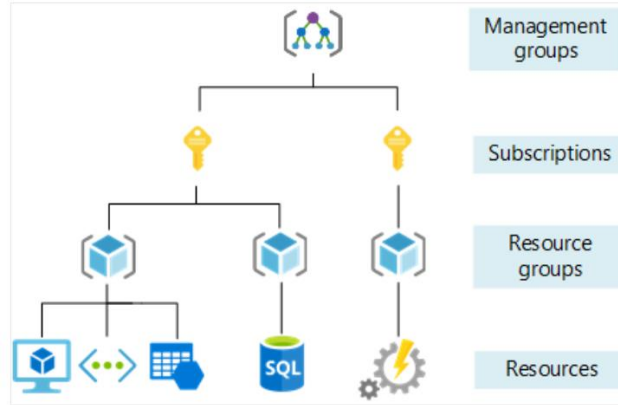 Management
groups
Subscriptions
Resource
groups
SQL
Resources